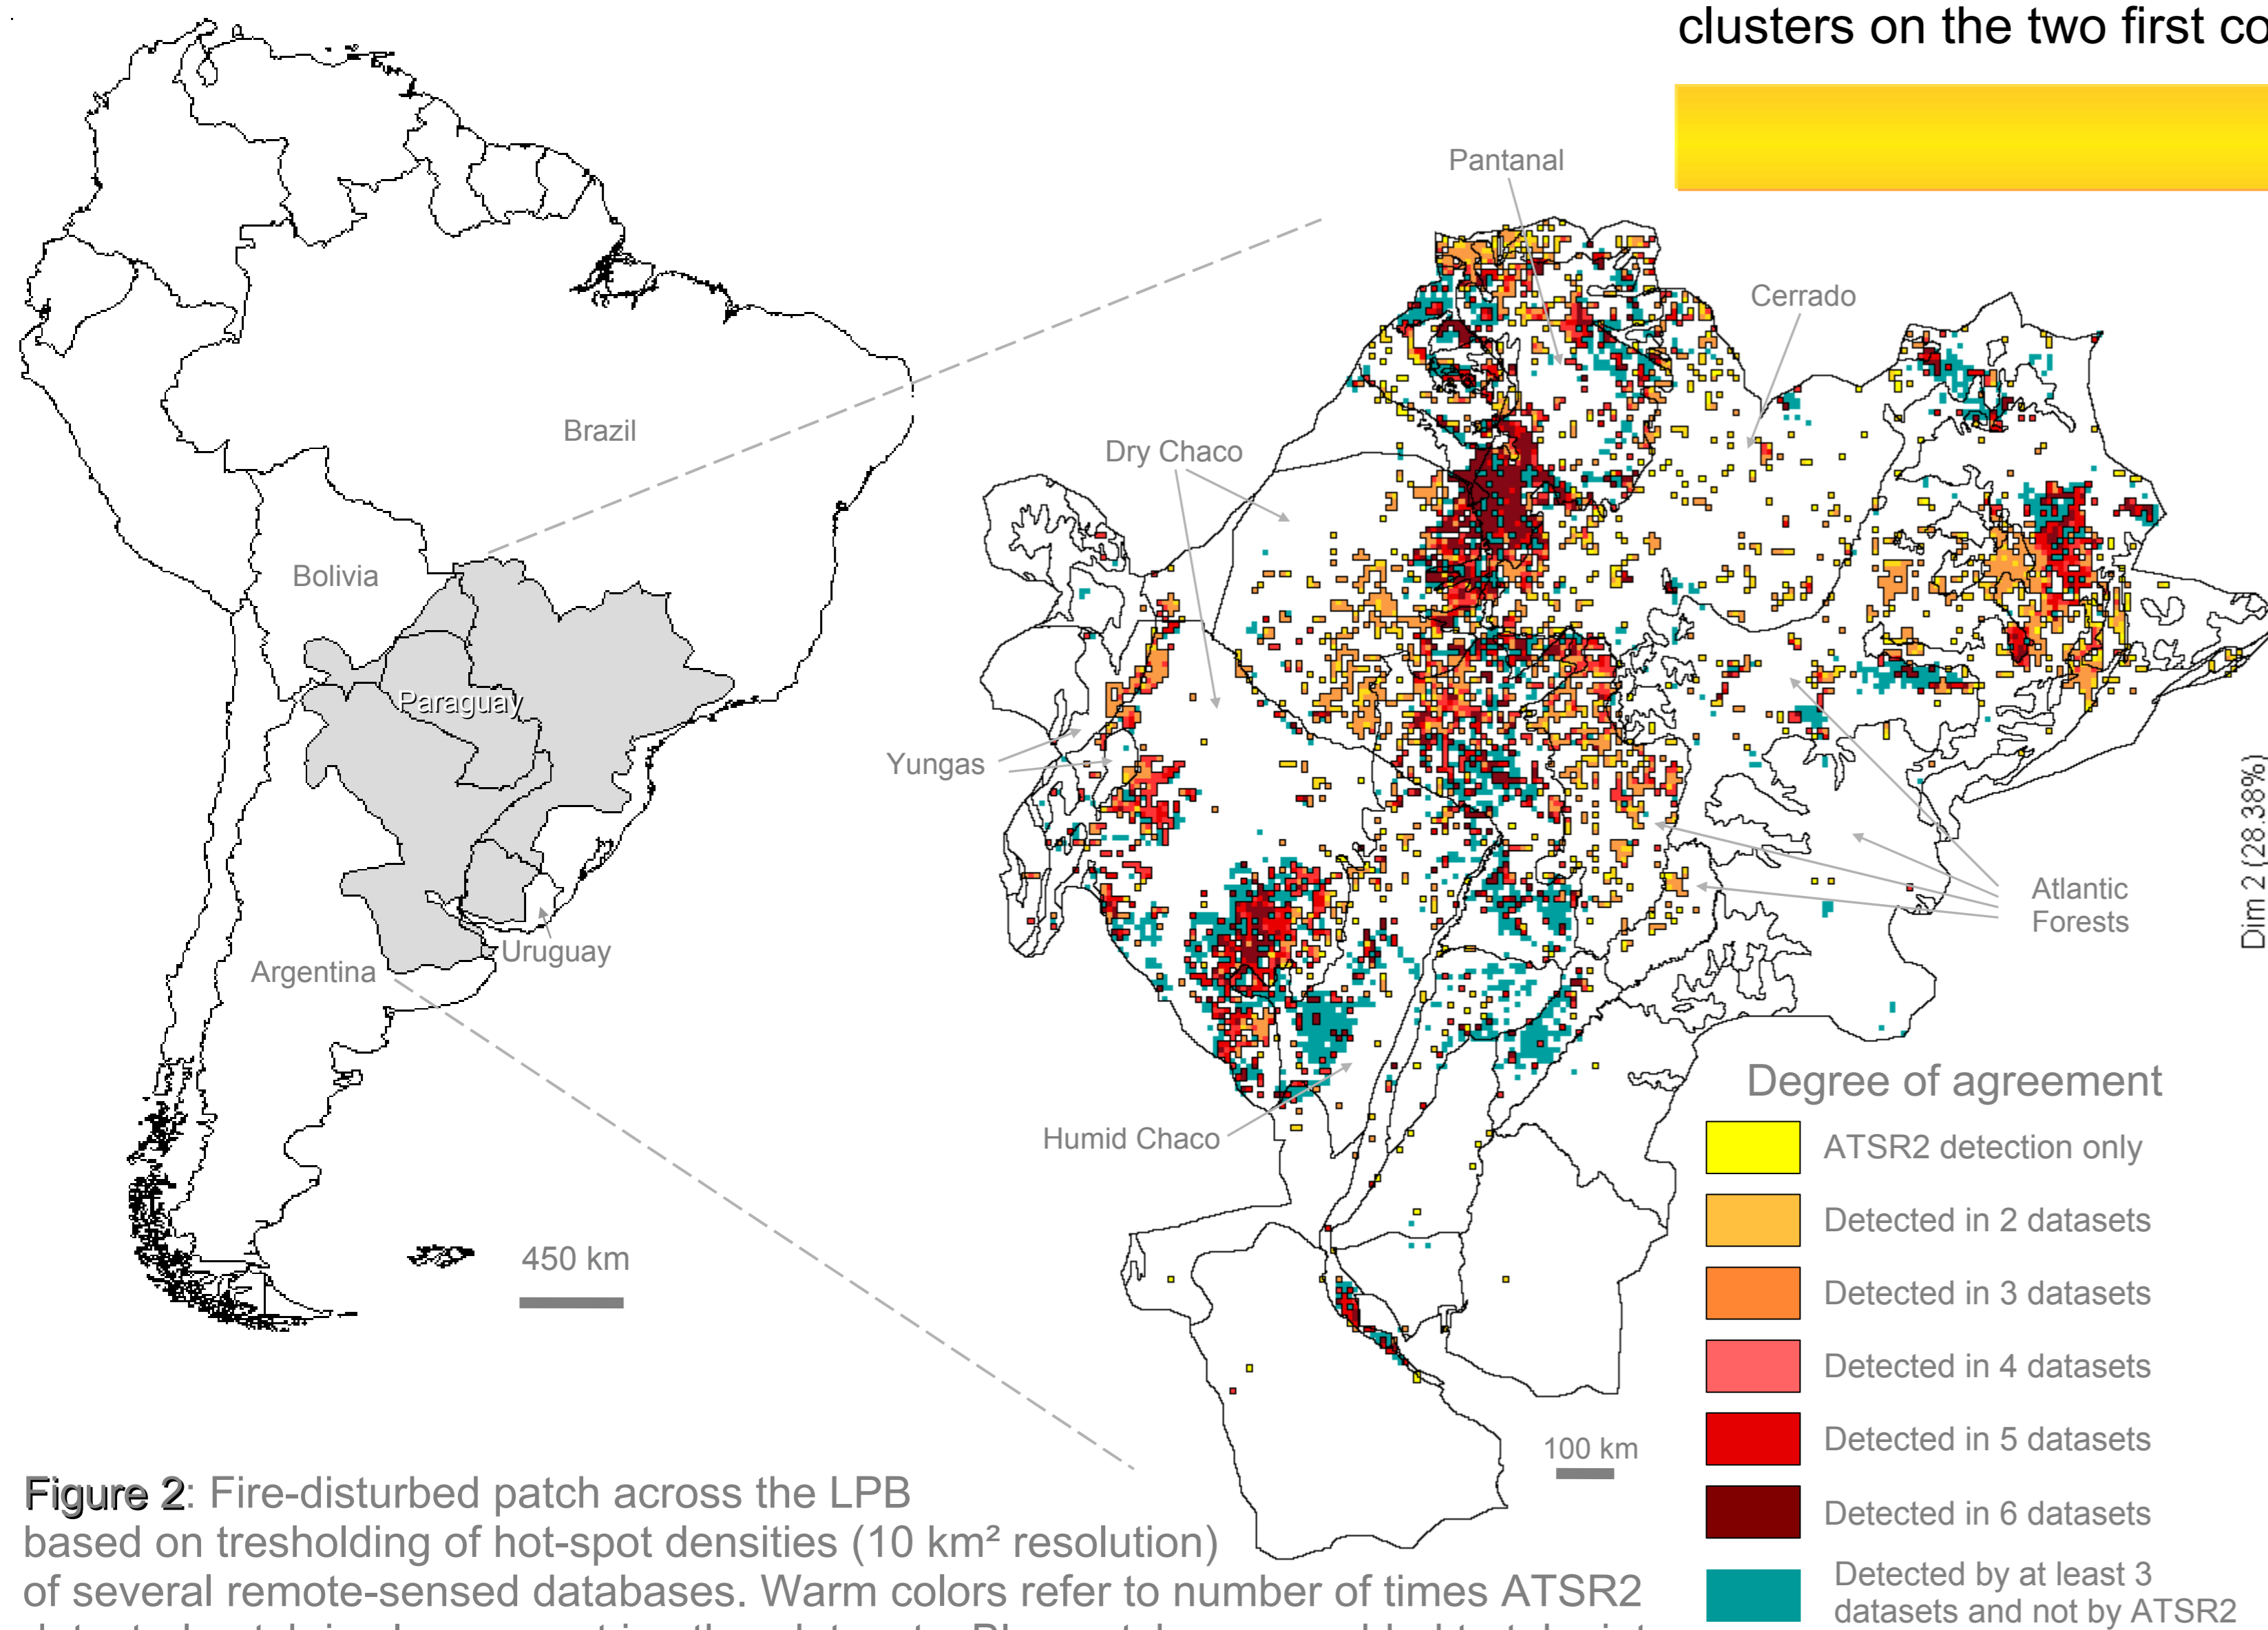 clusters on the two first co
Pantanal
Cerrado
Dry Chaco
Brazil
Bolivia
Paraguay
Yungas
Dim 2 (28.38%)
Atlantic
Forests
Uruguay
Argentina
Humid Chaco
450 km
100 km
Degree of agreement
ATSR2 detection only
Detected in 2 datasets
Detected in 3 datasets
Detected in 4 datasets
Detected in 5 datasets
Detected in 6 datasets
Detected by at least 3
datasets and not by ATSR2
Figure 2: Fire-disturbed patch across the LPB
based on tresholding of hot-spot densities (10 km² resolution)
of several remote-sensed databases. Warm colors refer to number of times ATSR2